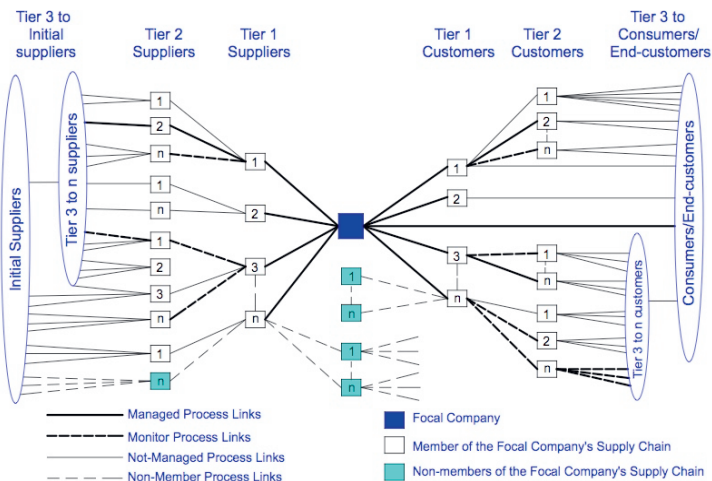 Tier 3 to
Initial
suppliers
Tier 2
Suppliers
Tier 1
Suppliers
Tier 1
Customers
Tier 2
Customers
Tier 3 to
Consumers/
End-customers
Initial Suppliers
Tier 3 to n suppliers
1
2
n
1
n
1
2
3
n
1
n
1
2
3
n
1
n
1
n
1
2
3
n
1
2
n
1
n
1
2
n
Tier 3 to n customers
Consumers/End-customers
Managed Process Links
Monitor Process Links
Not-Managed Process Links
Non-Member Process Links
Focal Company
Member of the Focal Company's Supply Chain
Non-members of the Focal Company's Supply Chain